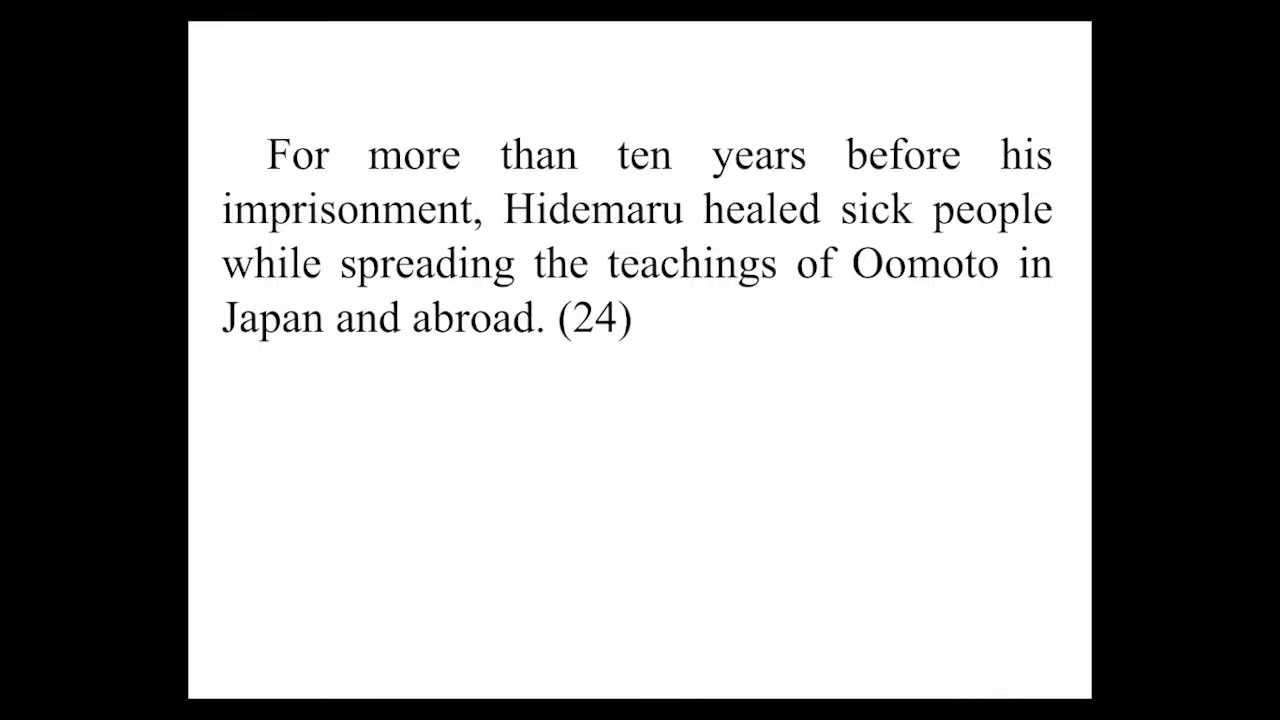 For more than ten years before his
imprisonment, Hidemaru healed sick people
while spreading the teachings of Oomoto in
Japan and abroad. (24)